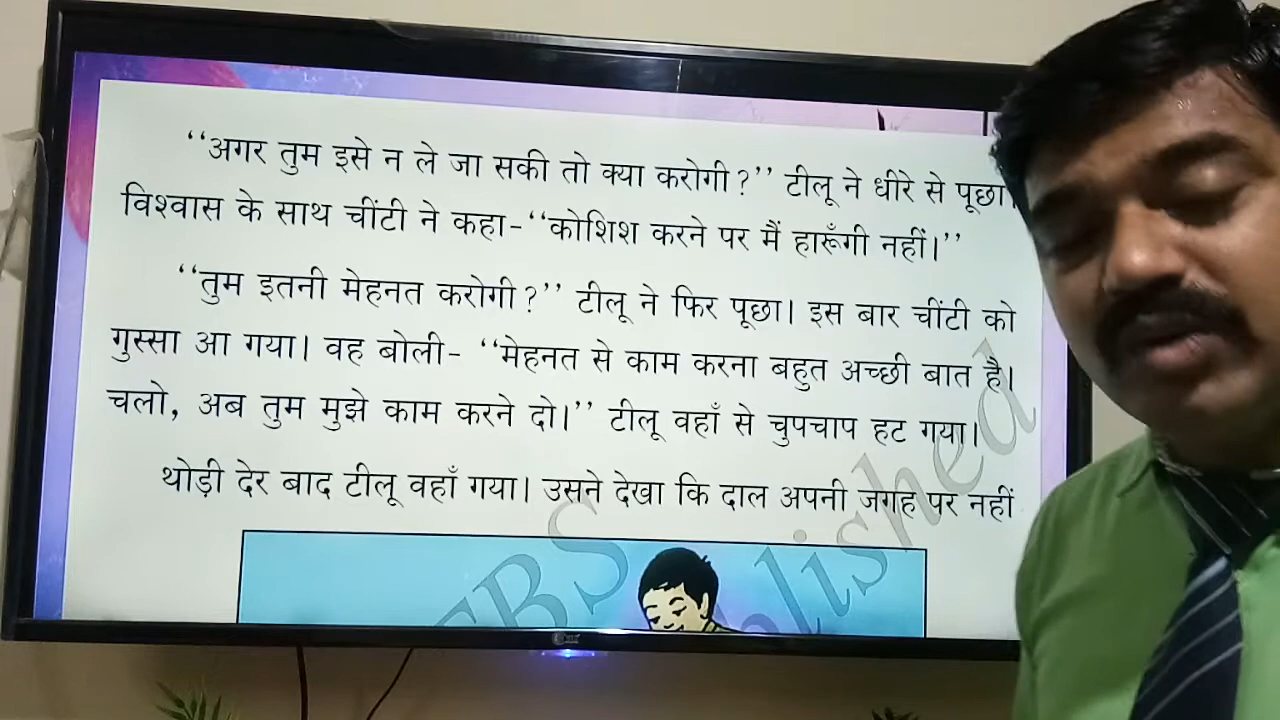 ‘‘अगर तुम इसे न ले जा सकी तो क्या करोगी?’’ टीलू ने धीरे से पूछा।
विश्वास के साथ चींटी ने कहा-‘‘कोशिश करने पर मैं हारूँगी नहीं।’’
‘‘तुम इतनी मेहनत करोगी?’’ टीलू ने फिर पूछा। इस बार चींटी को
गुस्सा आ गया। वह बोली- ‘‘मेहनत से काम करना बहुत अच्छी बात है।
चलो, अब तुम मुझे काम करने दो।’’ टीलू वहाँ से चुपचाप हट गया।
थोड़ी देर बाद टीलू वहाँ गया। उसने देखा कि दाल अपनी जगह पर नहीं